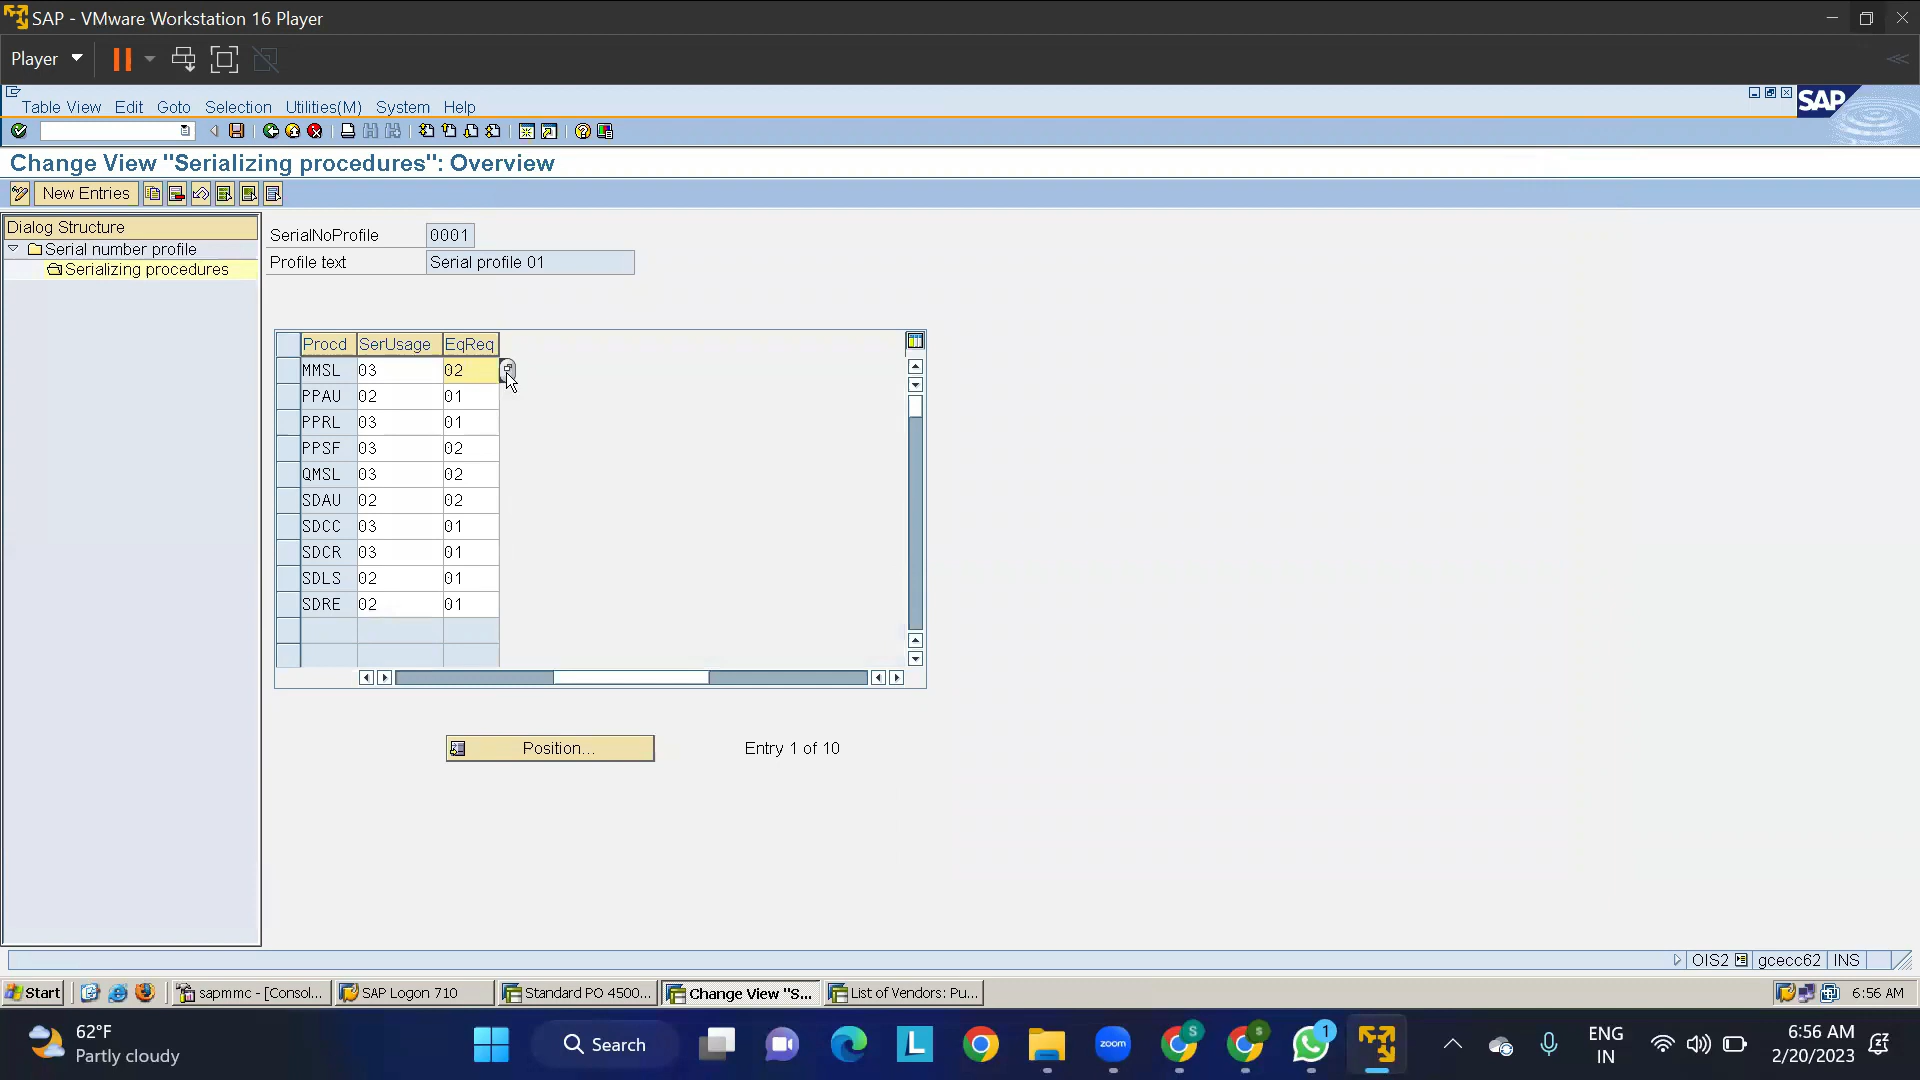 SAP - VMware Workstation 16 Player
Player
Table View Edit Goto Selection Utilities(M) System Help
SAP
Change View "Serializing procedures": Overview
New Entries
Dialog Structure
Serial number profile
Serializing procedures
SerialNoProfile 0001
Profile text Serial profile 01
Procd SerUsage EqReq
MMSL 03 02
PPAU 02 01
PPRL 03 01
PPSF 03 02
QMSL 03 02
SDAU 02 02
SDCC 03 01
SDCR 03 01
SDLS 02 01
SDRE 02 01
Position...
Entry 1 of 10
OIS2 gcecc62 INS
Start sapmmc - [Consol... SAP Logon 710 Standard PO 4500... Change View "S... List of Vendors: Pu... 6:56 AM
62°F
Partly cloudy
Search
L
zoom
S
S
1
ENG
IN
6:56 AM
2/20/2023